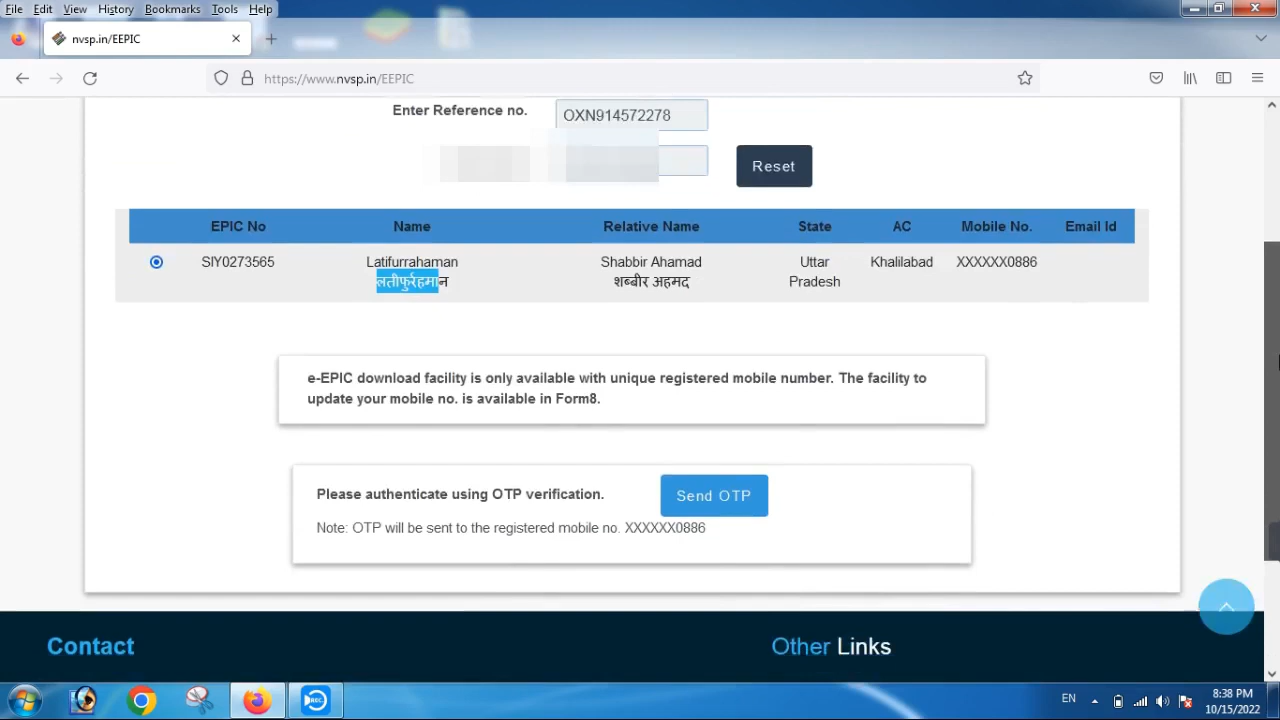 File Edit View History Bookmarks Tools Help
nvsp.in/EEPIC
https://www.nvsp.in/EEPIC
Enter Reference no. OXN914572278
Reset
EPIC No Name Relative Name State AC Mobile No. Email Id
SIY0273565 Latifurrahaman Shabbir Ahamad Uttar Khalilabad XXXXXX0886
लतीफुर्रहमान शब्बीर अहमद Pradesh
e-EPIC download facility is only available with unique registered mobile number. The facility to
update your mobile no. is available in Form8.
Please authenticate using OTP verification. Send OTP
Note: OTP will be sent to the registered mobile no. XXXXXX0886
Contact Other Links
REC
EN 8:38 PM
10/15/2022